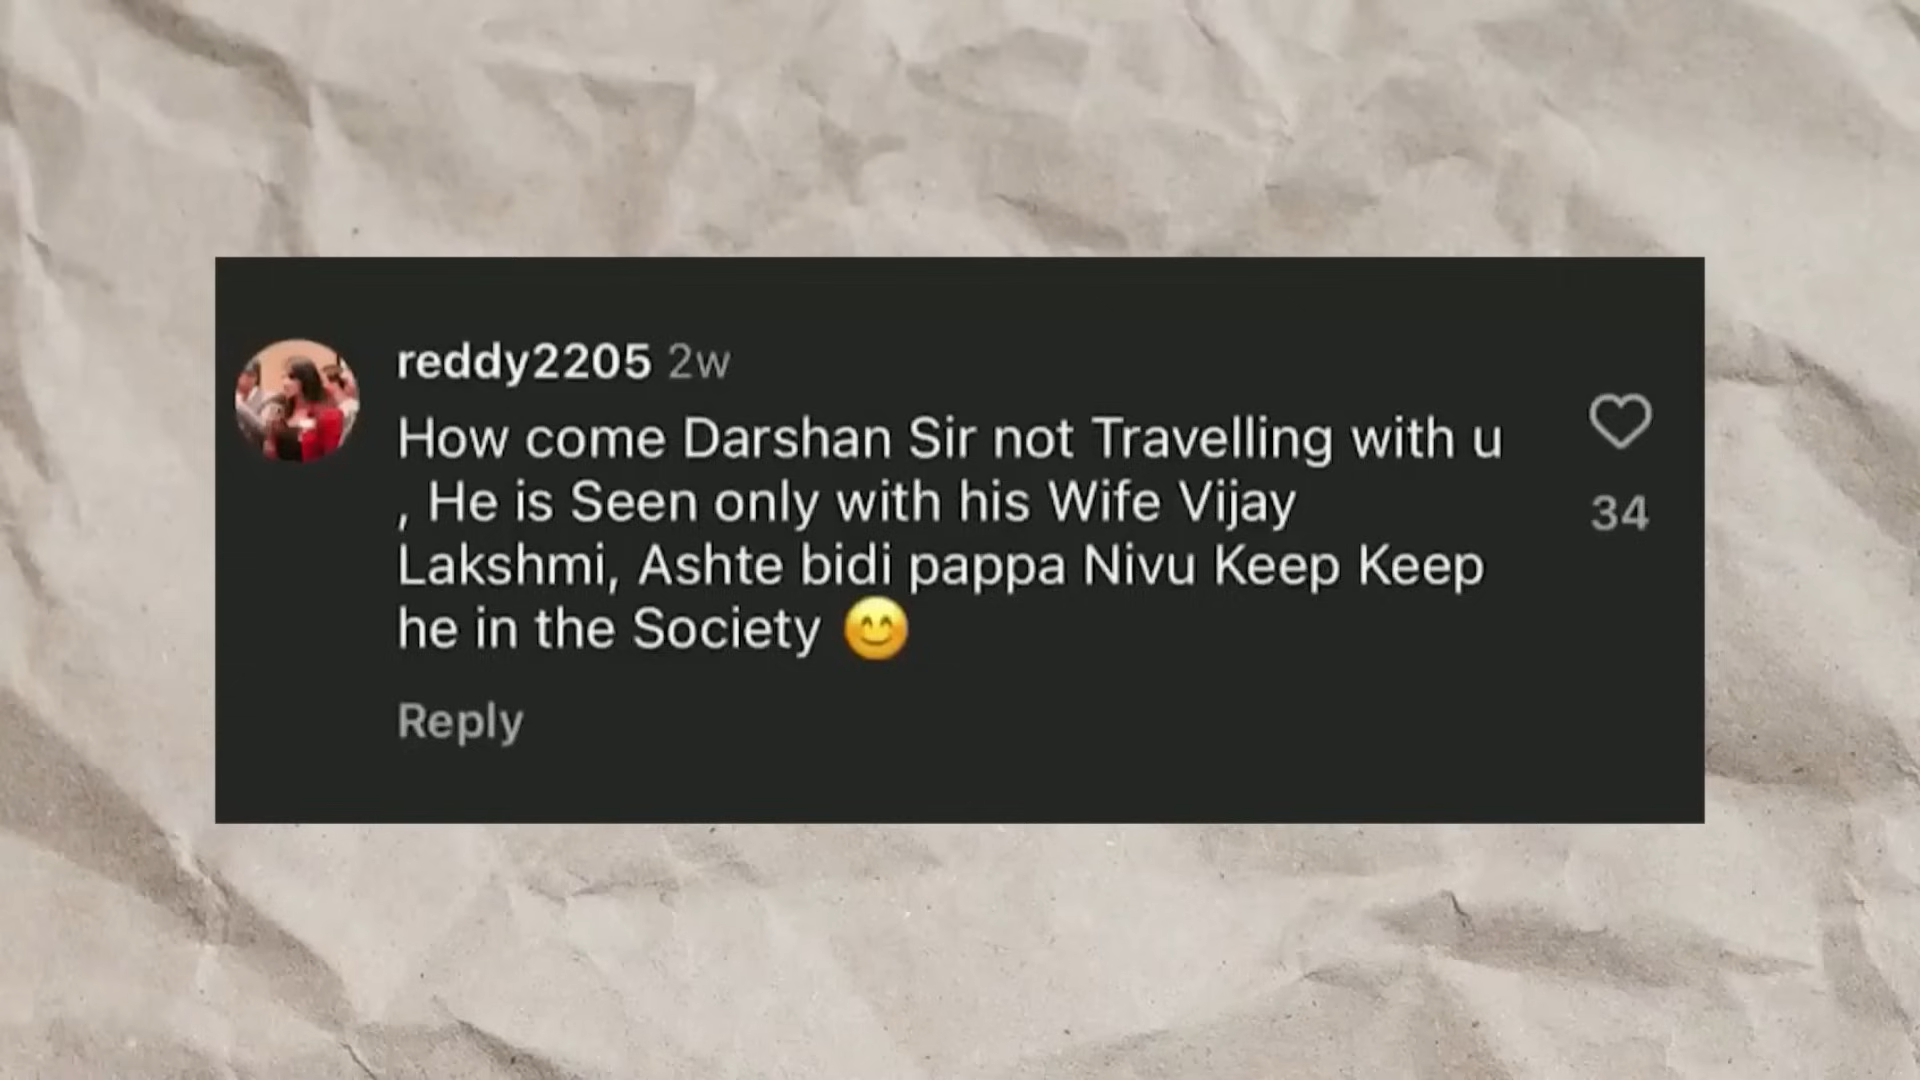 reddy2205 2w
How come Darshan Sir not Travelling with u
, He is Seen only with his Wife Vijay
Lakshmi, Ashte bidi pappa Nivu Keep Keep
he in the Society 😊
34
Reply